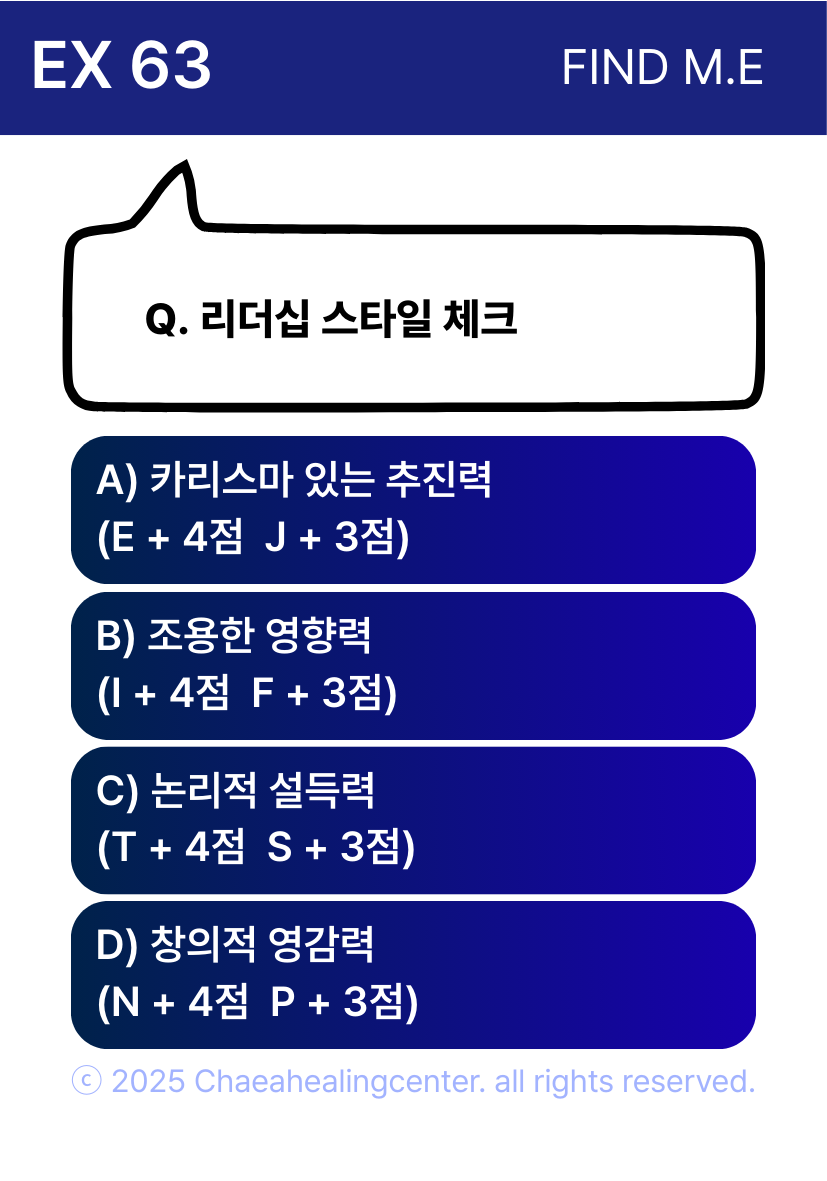 EX 63
FIND M.E
Q. 리더십 스타일 체크
A) 카리스마 있는 추진력
(E + 4점 J + 3점)
B) 조용한 영향력
(I + 4점 F + 3점)
C) 논리적 설득력
(T + 4점 S + 3점)
D) 창의적 영감력
(N + 4점 P + 3점)
ⓒ 2025 Chaeahealingcenter. all rights reserved.